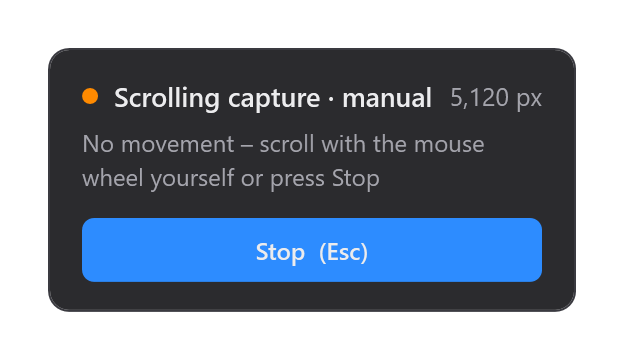 Scrolling capture · manual 5,120 px
No movement – scroll with the mouse
wheel yourself or press Stop
Stop (Esc)